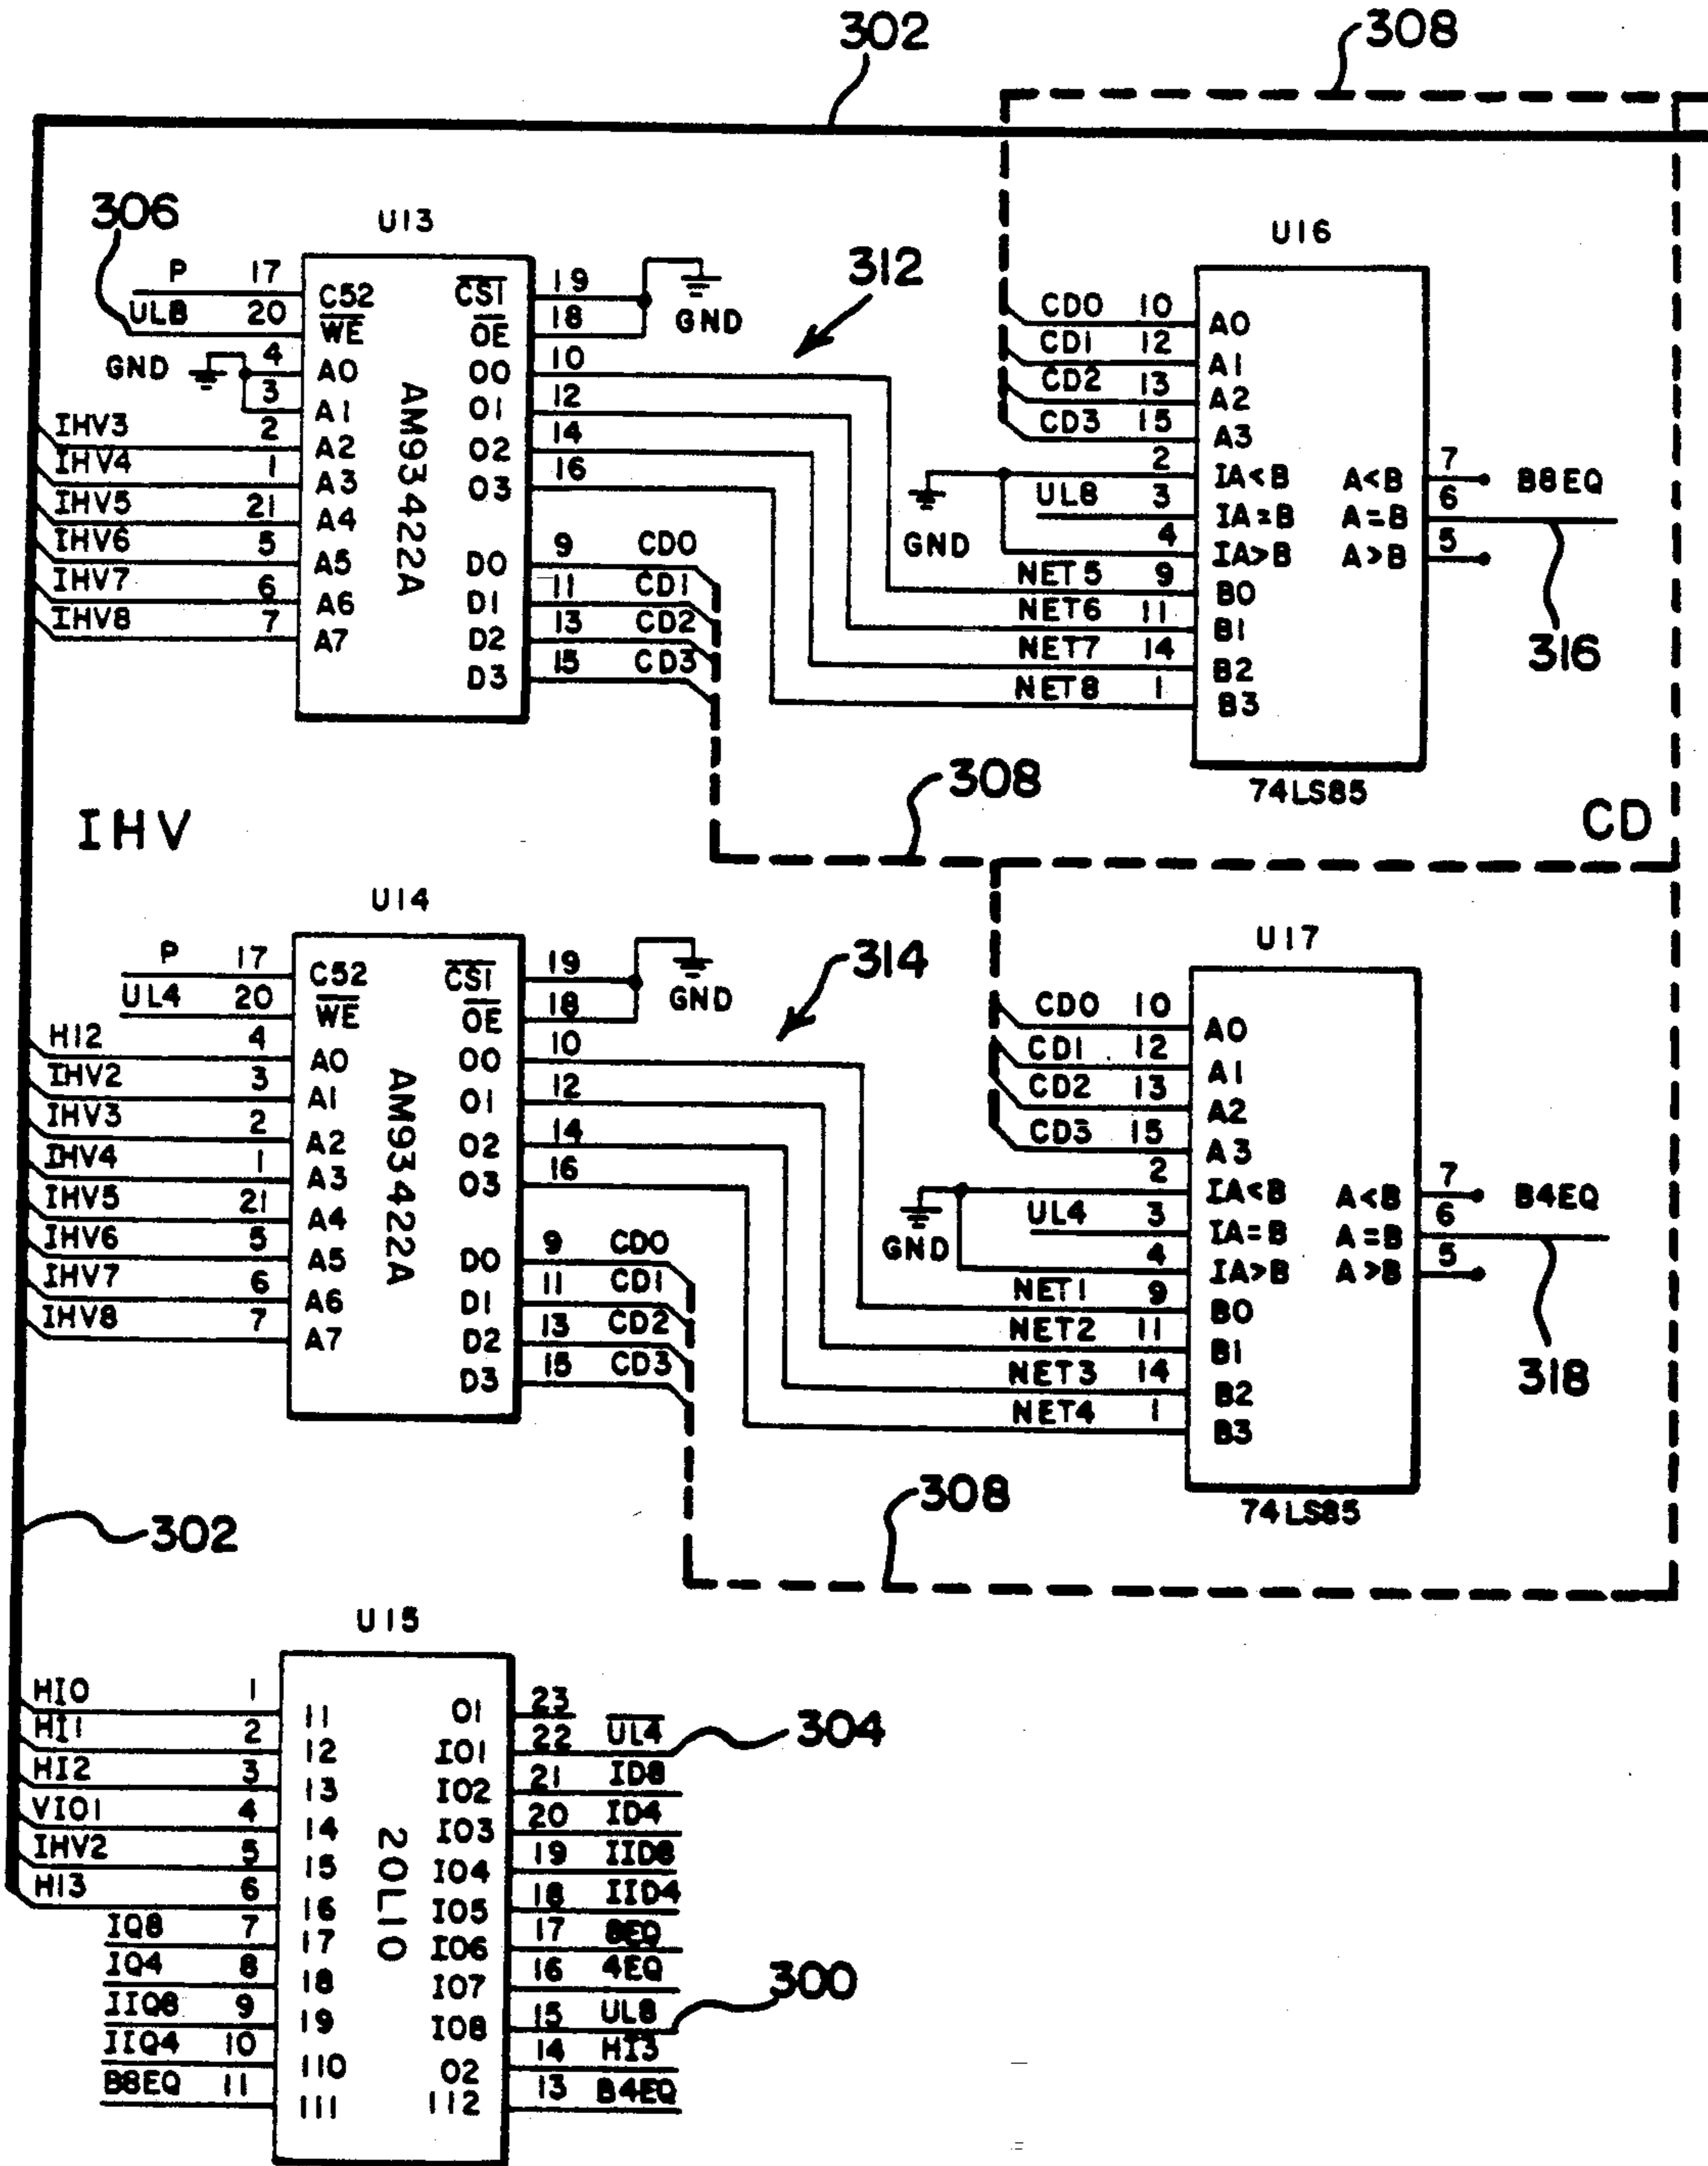 302
308
306
U13
312
U16
P 17 C52 C̅S̅1̅ 19
UL8 20 W̅E̅ O̅E̅ 18 GND
GND 4 A0 O0 10
3 A1 O1 12
IHV3 2 A2 O2 14
IHV4 1 A3 O3 16
IHV5 21 A4
IHV6 5 A5 D0 9 CD0
IHV7 6 A6 D1 11 CD1
IHV8 7 A7 D2 13 CD2
D3 15 CD3
AM93422A
CD0 10 A0
CD1 12 A1
CD2 13 A2
CD3 15 A3
2 IA<B A<B 7 B8EQ
UL8 3 IA=B A=B 6
GND 4 IA>B A>B 5
NET5 9 B0
NET6 11 B1
NET7 14 B2
NET8 1 B3
316
74LS85
308
IHV
CD
U14
314
U17
P 17 C52 C̅S̅1̅ 19
UL4 20 W̅E̅ O̅E̅ 18 GND
HI2 4 A0 O0 10
IHV2 3 A1 O1 12
IHV3 2 A2 O2 14
IHV4 1 A3 O3 16
IHV5 21 A4
IHV6 5 A5 D0 9 CD0
IHV7 6 A6 D1 11 CD1
IHV8 7 A7 D2 13 CD2
D3 15 CD3
AM93422A
CD0 10 A0
CD1 12 A1
CD2 13 A2
CD3 15 A3
2 IA<B A<B 7 B4EQ
UL4 3 IA=B A=B 6
GND 4 IA>B A>B 5
NET1 9 B0
NET2 11 B1
NET3 14 B2
NET4 1 B3
318
74LS85
308
302
U15
HI0 1 I1 O1 23
HI1 2 I2 IO1 22 U̅L̅4̅ 304
HI2 3 I3 IO2 21 ID8
VIO1 4 I4 IO3 20 ID4
IHV2 5 I5 IO4 19 IID8
HI3 6 I6 IO5 18 IID4
IQ8 7 I7 IO6 17 8EQ
IQ4 8 I8 IO7 16 4EQ
IIQ8 9 I9 IO8 15 UL8 300
IIQ4 10 I10 O2 14 HI3
B8EQ 11 I11 I12 13 B4EQ
20L10